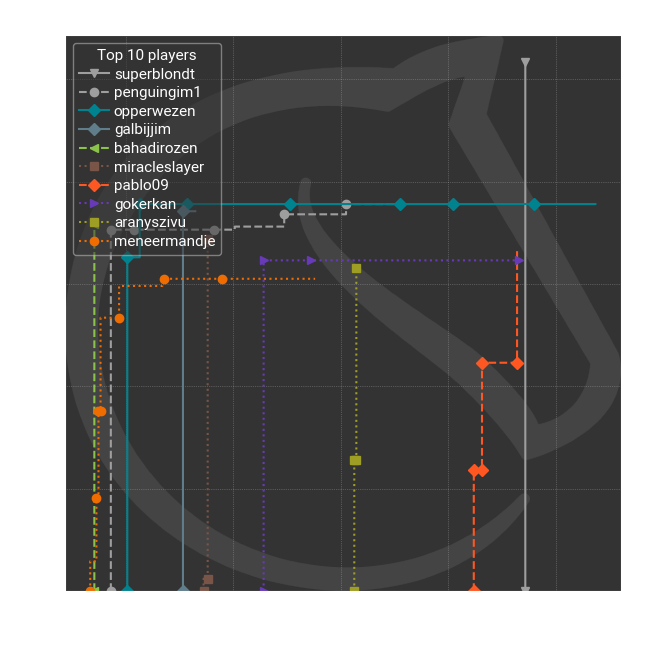 Top 10 players
superblondt
penguingim1
opperwezen
galbijjim
bahadirozen
miracleslayer
pablo09
gokerkan
aranyszivu
meneermandje